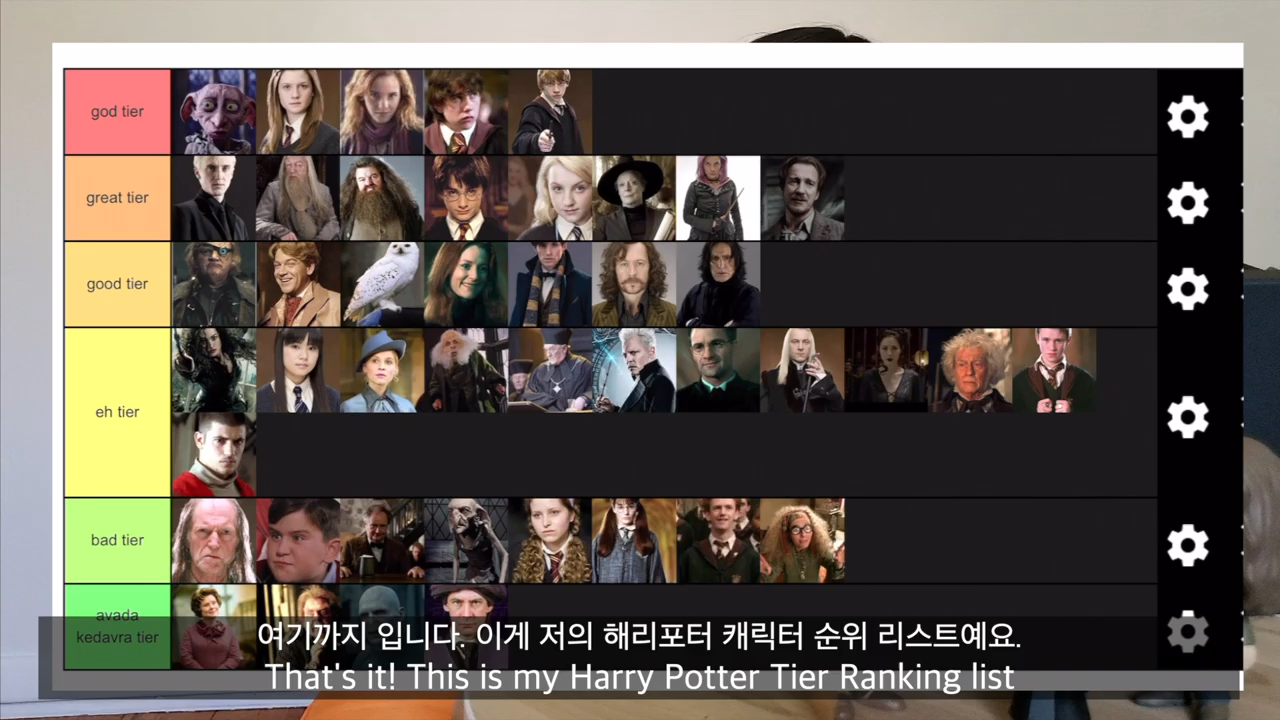 god tier
great tier
good tier
eh tier
bad tier
avada
kedavra tier
여기까지 입니다. 이게 저의 해리포터 캐릭터 순위 리스트예요.
That's it! This is my Harry Potter Tier Ranking list